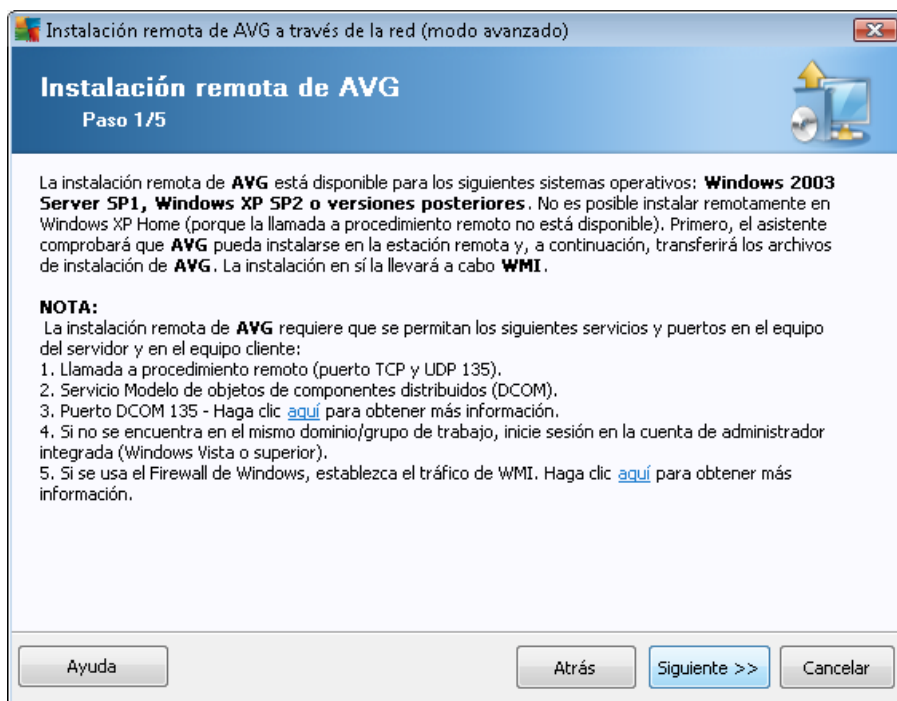 Instalación remota de AVG a través de la red (modo avanzado)
Instalación remota de AVG
Paso 1/5
La instalación remota de AVG está disponible para los siguientes sistemas operativos: Windows 2003
Server SP1, Windows XP SP2 o versiones posteriores. No es posible instalar remotamente en
Windows XP Home (porque la llamada a procedimiento remoto no está disponible). Primero, el asistente
comprobará que AVG pueda instalarse en la estación remota y, a continuación, transferirá los archivos
de instalación de AVG. La instalación en sí la llevará a cabo WMI.
NOTA:
La instalación remota de AVG requiere que se permitan los siguientes servicios y puertos en el equipo
del servidor y en el equipo cliente:
1. Llamada a procedimiento remoto (puerto TCP y UDP 135).
2. Servicio Modelo de objetos de componentes distribuidos (DCOM).
3. Puerto DCOM 135 - Haga clic aquí para obtener más información.
4. Si no se encuentra en el mismo dominio/grupo de trabajo, inicie sesión en la cuenta de administrador
integrada (Windows Vista o superior).
5. Si se usa el Firewall de Windows, establezca el tráfico de WMI. Haga clic aquí para obtener más
información.
Ayuda
Atrás
Siguiente >>
Cancelar